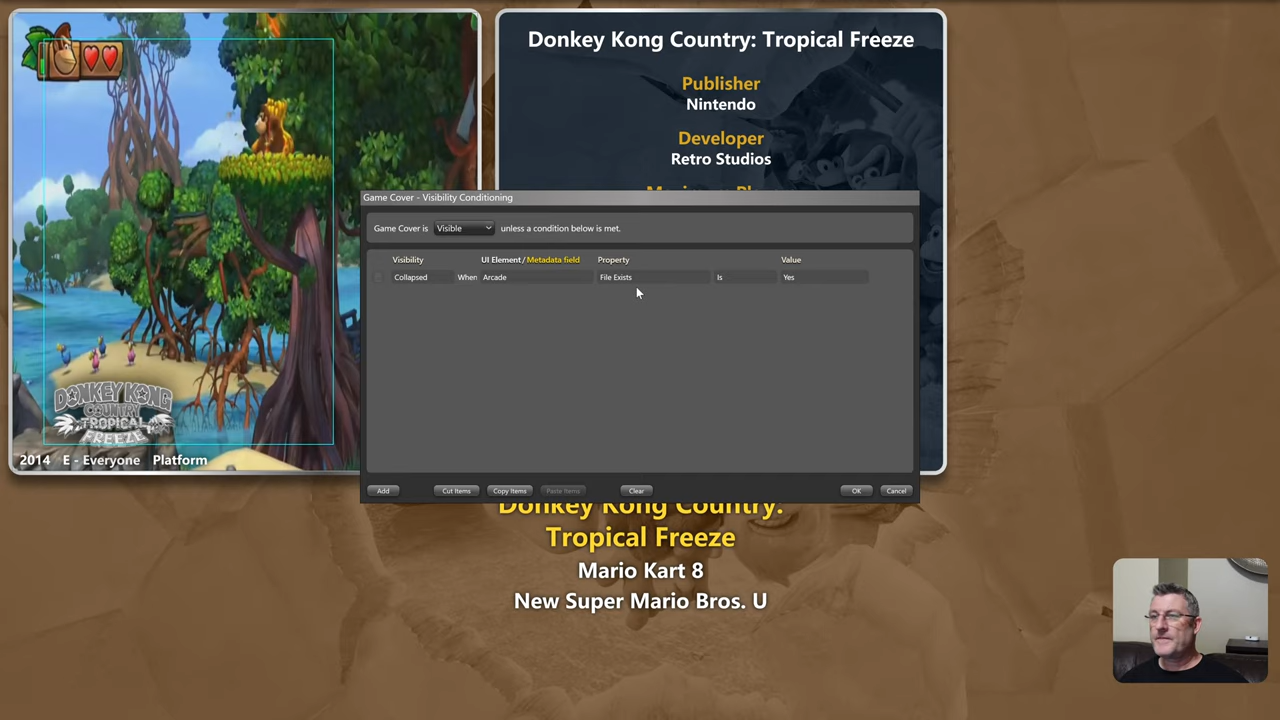 DONKEY KONG
COUNTRY
TROPICAL
FREEZE
2014 E - Everyone Platform
Donkey Kong Country: Tropical Freeze
Publisher
Nintendo
Developer
Retro Studios
Game Cover - Visibility Conditioning
Game Cover is Visible unless a condition below is met.
Visibility UI Element / Metadata field Property Value
Collapsed When Arcade File Exists Is Yes
Add Cut Items Copy Items Paste Items Clear OK Cancel
Donkey Kong Country:
Tropical Freeze
Mario Kart 8
New Super Mario Bros. U